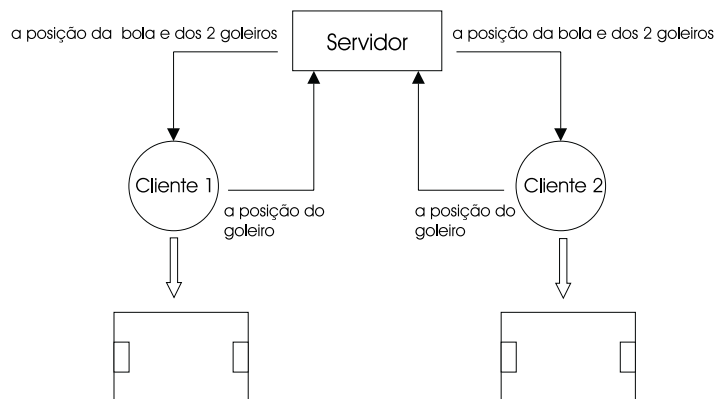 a posição da bola e dos 2 goleiros
Servidor
a posição da bola e dos 2 goleiros
Cliente 1
Cliente 2
a posição do
goleiro
a posição do
goleiro